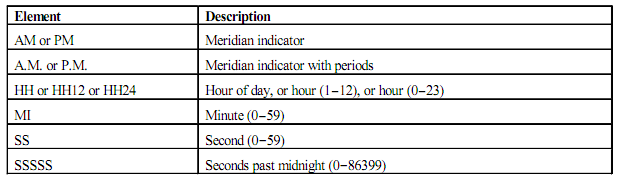 Element Description
AM or PM Meridian indicator
A.M. or P.M. Meridian indicator with periods
HH or HH12 or HH24 Hour of day, or hour (1−12), or hour (0−23)
MI Minute (0−59)
SS Second (0−59)
SSSSS Seconds past midnight (0−86399)